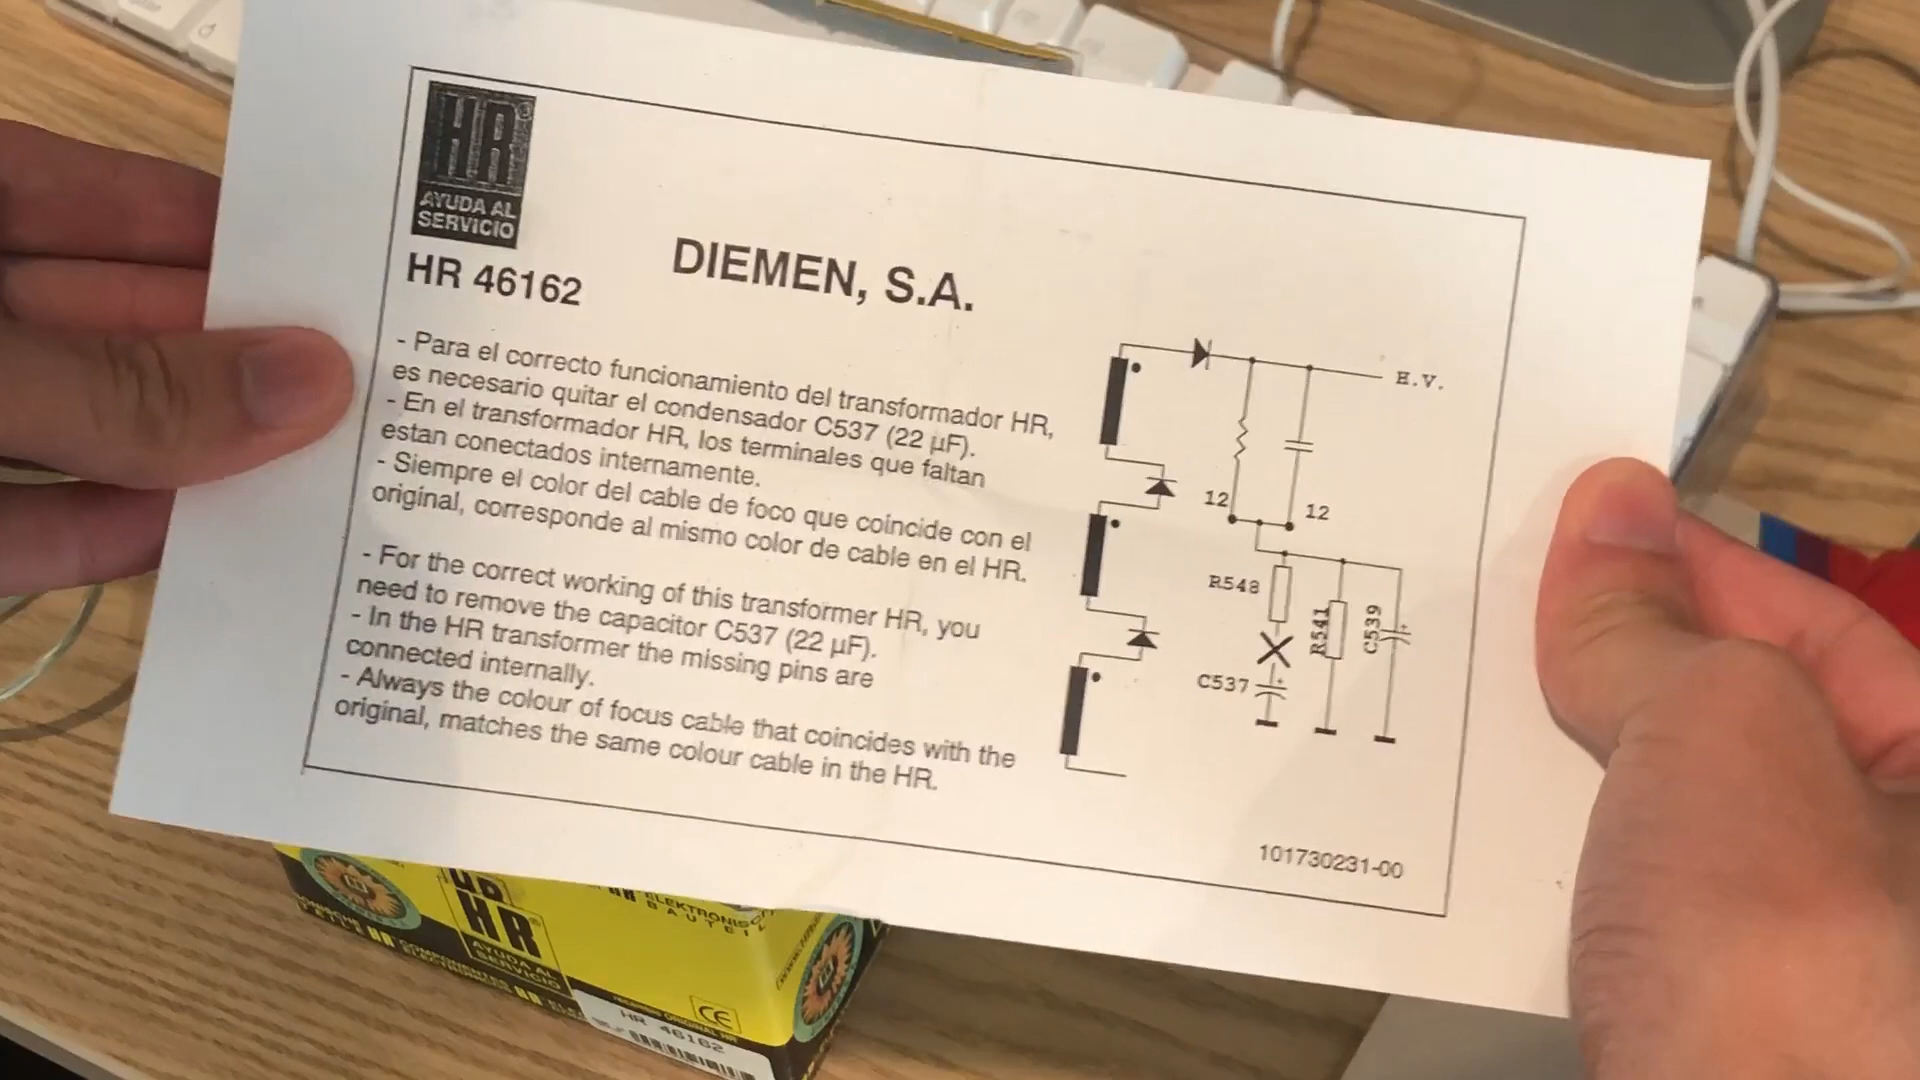 HR®
AYUDA AL
SERVICIO
HR 46162
DIEMEN, S.A.
- Para el correcto funcionamiento del transformador HR,
es necesario quitar el condensador C537 (22 µF).
- En el transformador HR, los terminales que faltan
estan conectados internamente.
- Siempre el color del cable de foco que coincide con el
original, corresponde al mismo color de cable en el HR.
- For the correct working of this transformer HR, you
need to remove the capacitor C537 (22 µF).
- In the HR transformer the missing pins are
connected internally.
- Always the colour of focus cable that coincides with the
original, matches the same colour cable in the HR.
H.V.
12
12
R548
R541
C539
C537
+
+
101730231-00
HR®
AYUDA AL
SERVICIO
ELEKTRONISC
BAUTEIL
COMPONENTES
CE
HR 46162